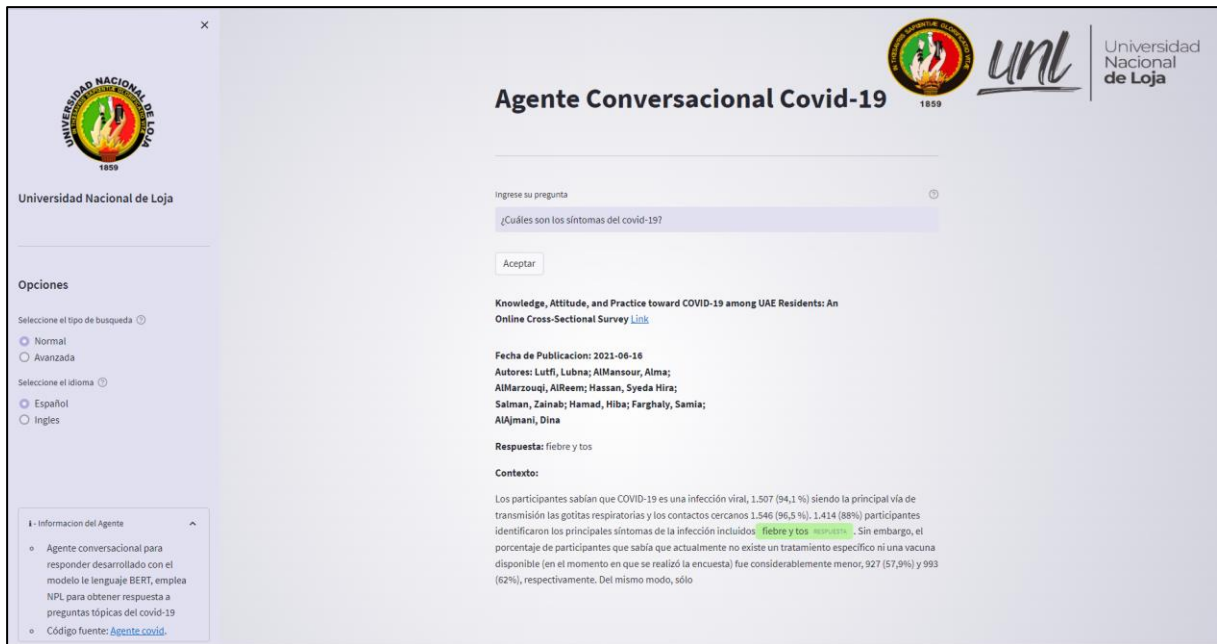 ×
UNIVERSIDAD NACIONAL DE LOJA
1859
Universidad Nacional de Loja
Opciones
Seleccione el tipo de busqueda ?
Normal
Avanzada
Seleccione el idioma ?
Español
Ingles
i - Informacion del Agente
Agente conversacional para
responder desarrollado con el
modelo le lenguaje BERT, emplea
NPL para obtener respuesta a
preguntas tópicas del covid-19
Código fuente: Agente covid.
IN THESAURIS SAPIENTIAE GLORIFICATIO VITAE
1859
unl
Universidad
Nacional
de Loja
Agente Conversacional Covid-19
Ingrese su pregunta ?
¿Cuáles son los síntomas del covid-19?
Aceptar
Knowledge, Attitude, and Practice toward COVID-19 among UAE Residents: An
Online Cross-Sectional Survey Link
Fecha de Publicacion: 2021-06-16
Autores: Lutfi, Lubna; AlMansour, Alma;
AlMarzouqi, AlReem; Hassan, Syeda Hira;
Salman, Zainab; Hamad, Hiba; Farghaly, Samia;
AlAjmani, Dina
Respuesta: fiebre y tos
Contexto:
Los participantes sabían que COVID-19 es una infección viral, 1.507 (94,1 %) siendo la principal vía de
transmisión las gotitas respiratorias y los contactos cercanos 1.546 (96,5 %). 1.414 (88%) participantes
identificaron los principales síntomas de la infección incluidos fiebre y tos RESPUESTA . Sin embargo, el
porcentaje de participantes que sabía que actualmente no existe un tratamiento específico ni una vacuna
disponible (en el momento en que se realizó la encuesta) fue considerablemente menor, 927 (57,9%) y 993
(62%), respectivamente. Del mismo modo, sólo